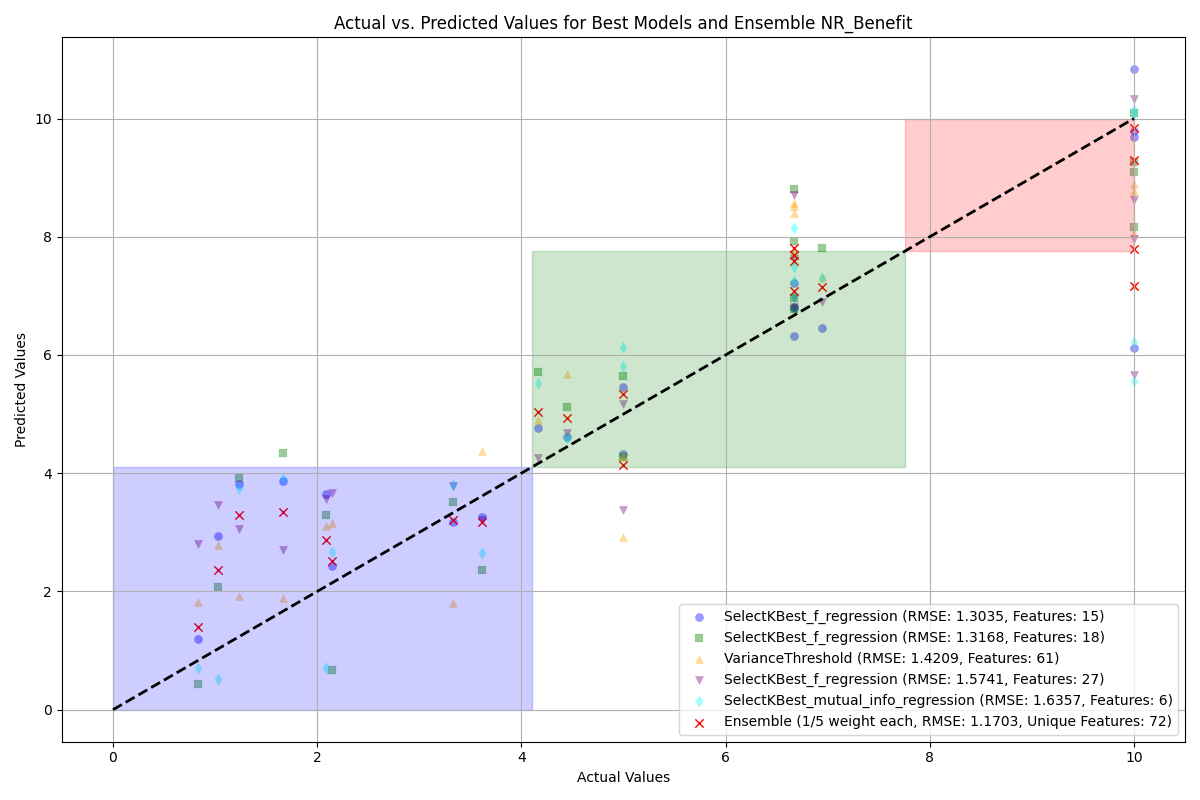 Actual vs. Predicted Values for Best Models and Ensemble NR_Benefit
Predicted Values
10
8
6
4
2
0
0
2
4
6
8
10
Actual Values
SelectKBest_f_regression (RMSE: 1.3035, Features: 15)
SelectKBest_f_regression (RMSE: 1.3168, Features: 18)
VarianceThreshold (RMSE: 1.4209, Features: 61)
SelectKBest_f_regression (RMSE: 1.5741, Features: 27)
SelectKBest_mutual_info_regression (RMSE: 1.6357, Features: 6)
Ensemble (1/5 weight each, RMSE: 1.1703, Unique Features: 72)